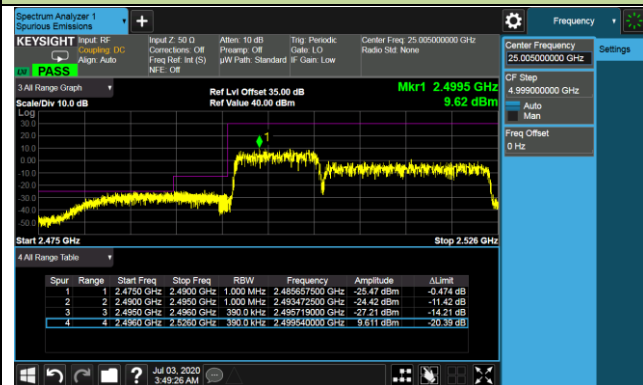 Spectrum Analyzer 1
Spurious Emissions
Frequency
KEYSIGHT Input: RF Input Z: 50 Ω Atten: 10 dB Trig: Periodic Center Freq: 25.005000000 GHz
Coupling: DC Corrections: Off Preamp: Off Gate: LO Radio Std: None
Align: Auto Freq Ref: Int (S) µW Path: Standard IF Gain: Low
NFE: Off
LW PASS
Center Frequency
25.005000000 GHz
Settings
CF Step
4.999000000 GHz
Auto
Man
Freq Offset
0 Hz
3 All Range Graph
Ref Lvl Offset 35.00 dB
Mkr1 2.4995 GHz
Scale/Div 10.0 dB
Ref Value 40.00 dBm
9.62 dBm
Log
30.0
20.0
10.0
0.00
-10.0
-20.0
-30.0
-40.0
-50.0
1
Start 2.475 GHz
Stop 2.526 GHz
4 All Range Table
Spur Range Start Freq Stop Freq RBW Frequency Amplitude ΔLimit
1 1 2.4750 GHz 2.4900 GHz 1.000 MHz 2.485657500 GHz -25.47 dBm -0.474 dB
2 2 2.4900 GHz 2.4950 GHz 1.000 MHz 2.493472500 GHz -24.42 dBm -11.42 dB
3 3 2.4950 GHz 2.4960 GHz 390.0 kHz 2.495719000 GHz -27.21 dBm -14.21 dB
4 4 2.4960 GHz 2.5260 GHz 390.0 kHz 2.499540000 GHz 9.611 dBm -20.39 dB
?
Jul 03, 2020
3:49:26 AM